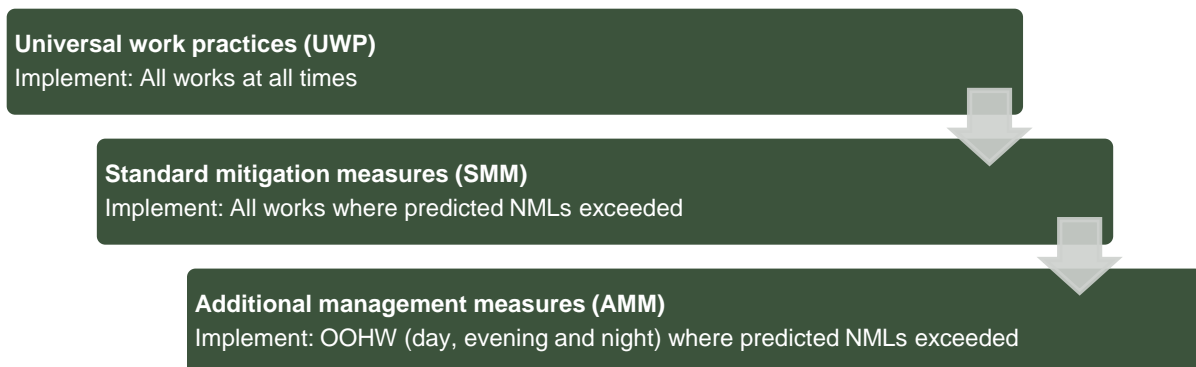 Universal work practices (UWP)
Implement: All works at all times
Standard mitigation measures (SMM)
Implement: All works where predicted NMLs exceeded
Additional management measures (AMM)
Implement: OOHW (day, evening and night) where predicted NMLs exceeded